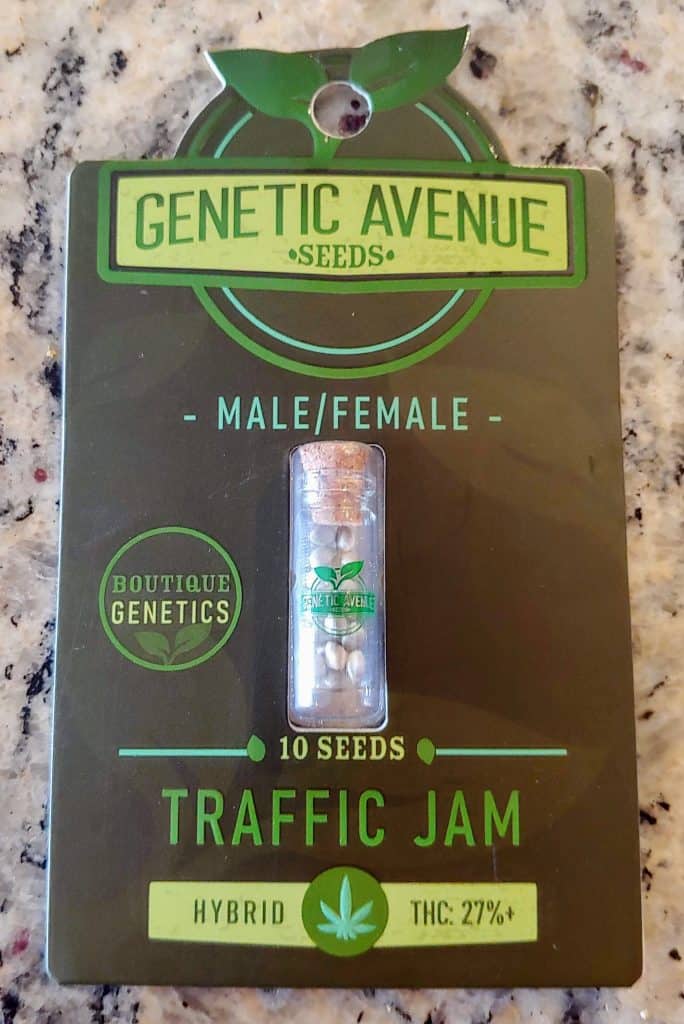 GENETIC AVENUE
•SEEDS•
- MALE/FEMALE -
BOUTIQUE
GENETICS
GENETIC AVENUE
10 SEEDS
TRAFFIC JAM
HYBRID THC: 27%+